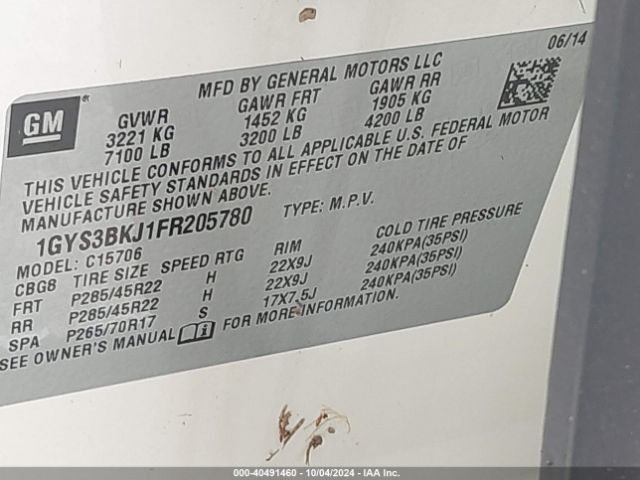 06/14
MFD BY GENERAL MOTORS LLC
GM ®
GVWR GAWR FRT GAWR RR
3221 KG 1452 KG 1905 KG
7100 LB 3200 LB 4200 LB
THIS VEHICLE CONFORMS TO ALL APPLICABLE U.S. FEDERAL MOTOR
VEHICLE SAFETY STANDARDS IN EFFECT ON THE DATE OF
MANUFACTURE SHOWN ABOVE.
1GYS3BKJ1FR205780 TYPE: M.P.V.
MODEL: C15706
CBGB TIRE SIZE SPEED RTG RIM COLD TIRE PRESSURE
FRT P285/45R22 H 22X9J 240KPA(35PSI)
RR P285/45R22 H 22X9J 240KPA(35PSI)
SPA P265/70R17 S 17X7.5J 240KPA(35PSI)
SEE OWNER'S MANUAL i FOR MORE INFORMATION.
000-40491460 - 10/04/2024 - IAA Inc.